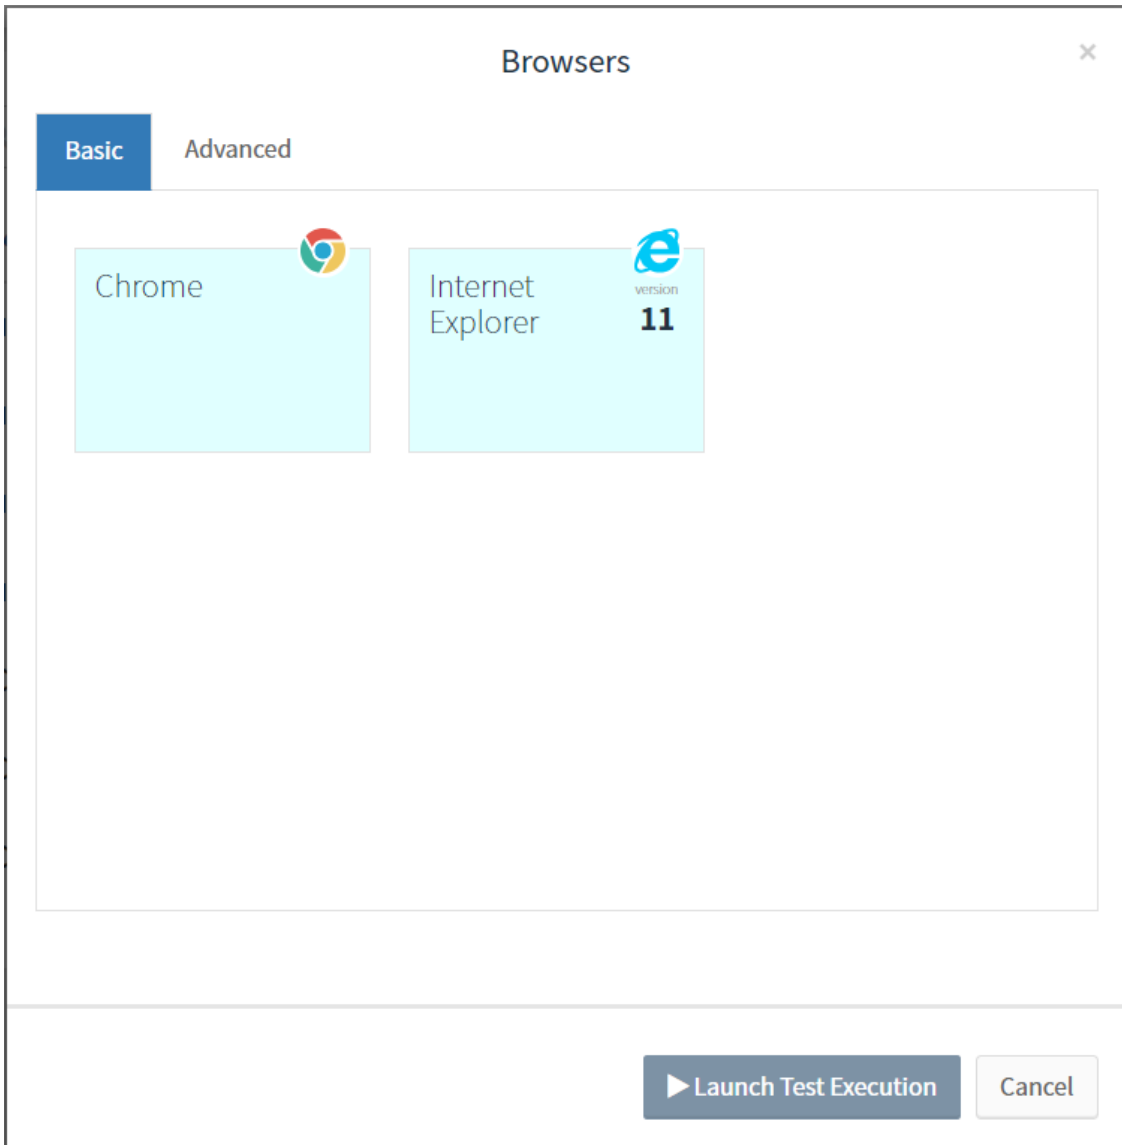 Browsers
×
Basic
Advanced
Chrome
Internet
Explorer
version
11
Launch Test Execution
Cancel